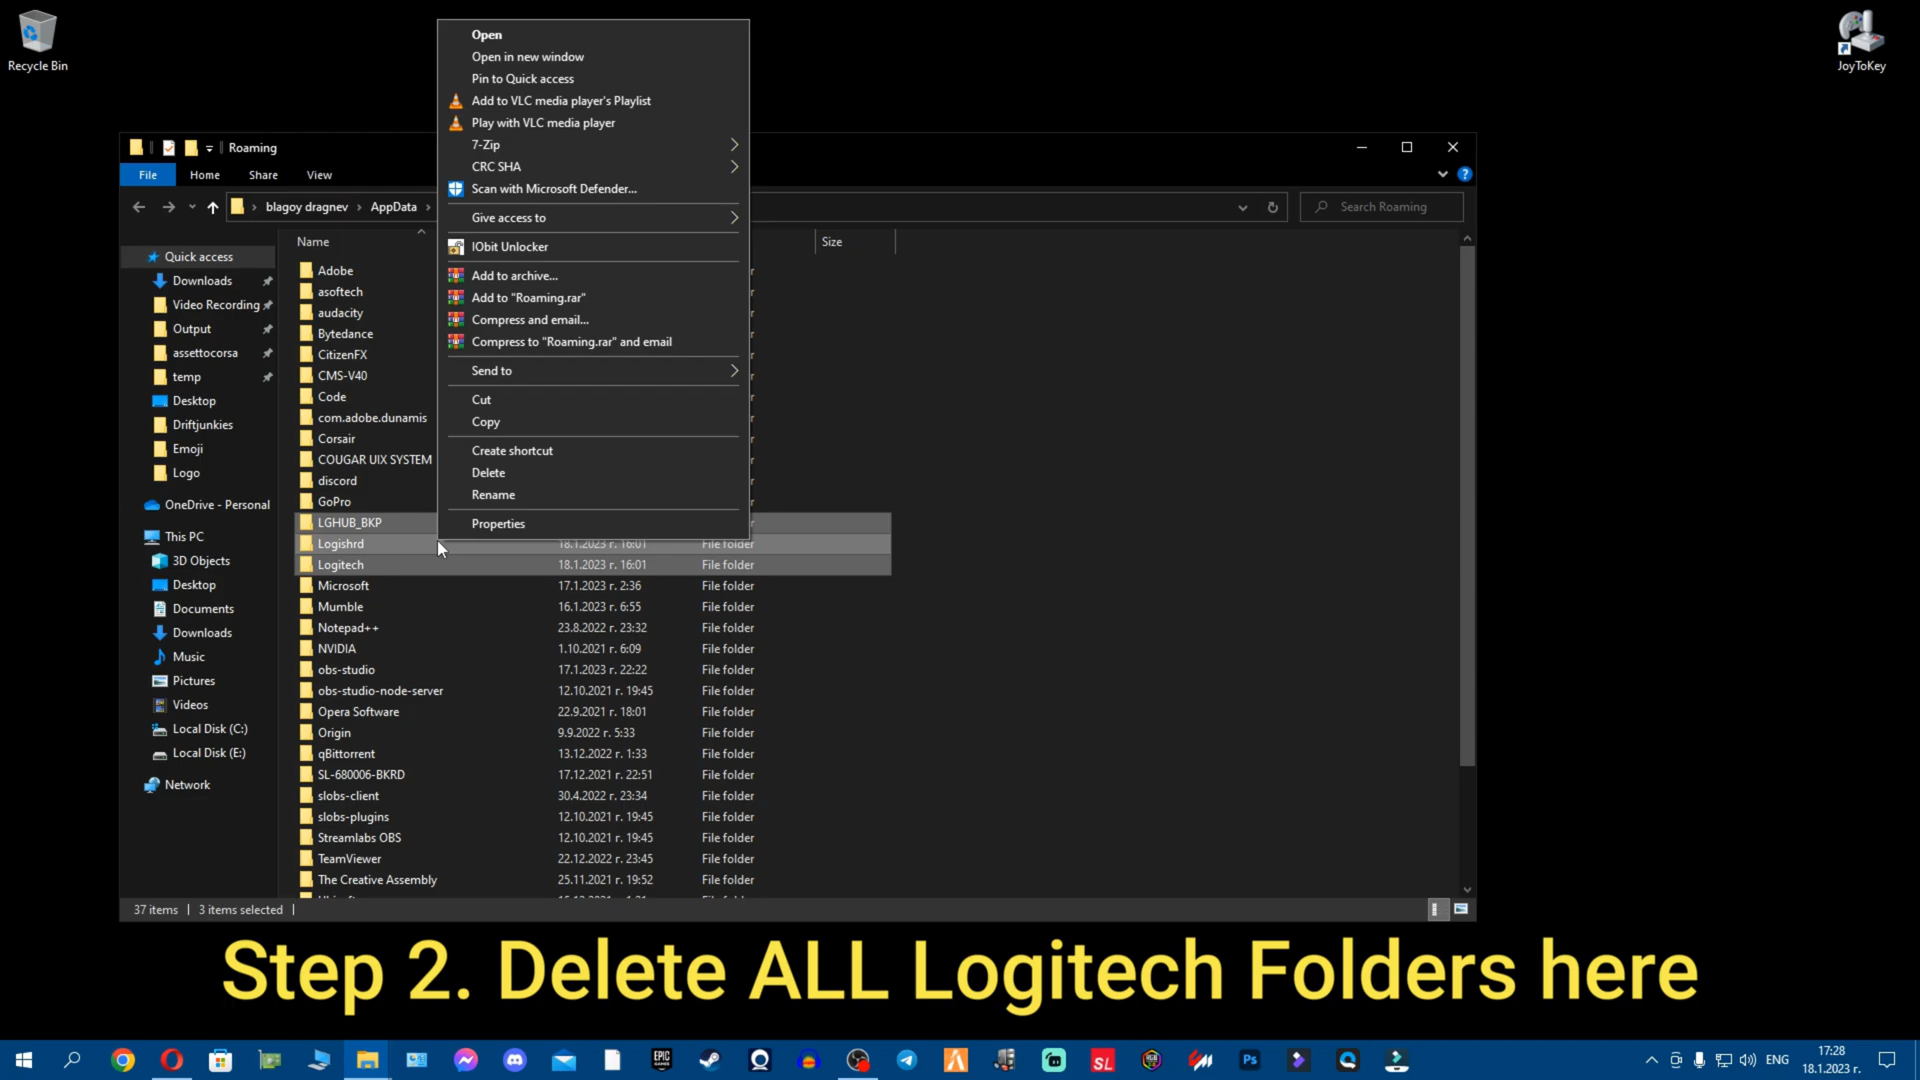 Recycle Bin
JoyToKey
Open
Open in new window
Pin to Quick access
Add to VLC media player's Playlist
Play with VLC media player
7-Zip
CRC SHA
Scan with Microsoft Defender...
Give access to
IObit Unlocker
Add to archive...
Add to "Roaming.rar"
Compress and email...
Compress to "Roaming.rar" and email
Send to
Cut
Copy
Create shortcut
Delete
Rename
Properties
Roaming
File Home Share View
blagoy dragnev AppData
Search Roaming
Name Size
Quick access
Downloads
Video Recording
Output
assettocorsa
temp
Desktop
Driftjunkies
Emoji
Logo
OneDrive - Personal
This PC
3D Objects
Desktop
Documents
Downloads
Music
Pictures
Videos
Local Disk (C:)
Local Disk (E:)
Network
Adobe
asoftech
audacity
Bytedance
CitizenFX
CMS-V40
Code
com.adobe.dunamis
Corsair
COUGAR UIX SYSTEM
discord
GoPro
LGHUB_BKP
Logishrd 18.1.2023 г. 16:01 File folder
Logitech 18.1.2023 г. 16:01 File folder
Microsoft 17.1.2023 г. 2:36 File folder
Mumble 16.1.2023 г. 6:55 File folder
Notepad++ 23.8.2022 г. 23:32 File folder
NVIDIA 1.10.2021 г. 6:09 File folder
obs-studio 17.1.2023 г. 22:22 File folder
obs-studio-node-server 12.10.2021 г. 19:45 File folder
Opera Software 22.9.2021 г. 18:01 File folder
Origin 9.9.2022 г. 5:33 File folder
qBittorrent 13.12.2022 г. 1:33 File folder
SL-680006-BKRD 17.12.2021 г. 22:51 File folder
slobs-client 30.4.2022 г. 23:34 File folder
slobs-plugins 12.10.2021 г. 19:45 File folder
Streamlabs OBS 12.10.2021 г. 19:45 File folder
TeamViewer 22.12.2022 г. 23:45 File folder
The Creative Assembly 25.11.2021 г. 19:52 File folder
37 items 3 items selected
Step 2. Delete ALL Logitech Folders here
EPIC GAMES
SL
Ps
ENG
17:28
18.1.2023 г.